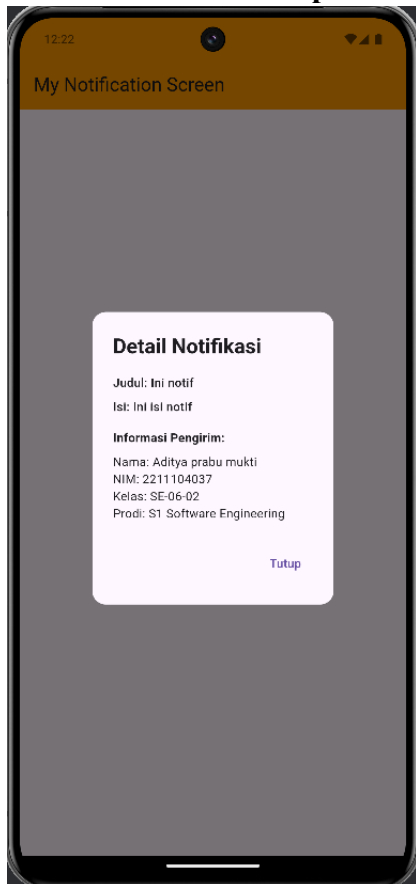 12:22
My Notification Screen
Detail Notifikasi
Judul: Ini notif
Isi: Ini isi notif
Informasi Pengirim:
Nama: Aditya prabu mukti
NIM: 2211104037
Kelas: SE-06-02
Prodi: S1 Software Engineering
Tutup